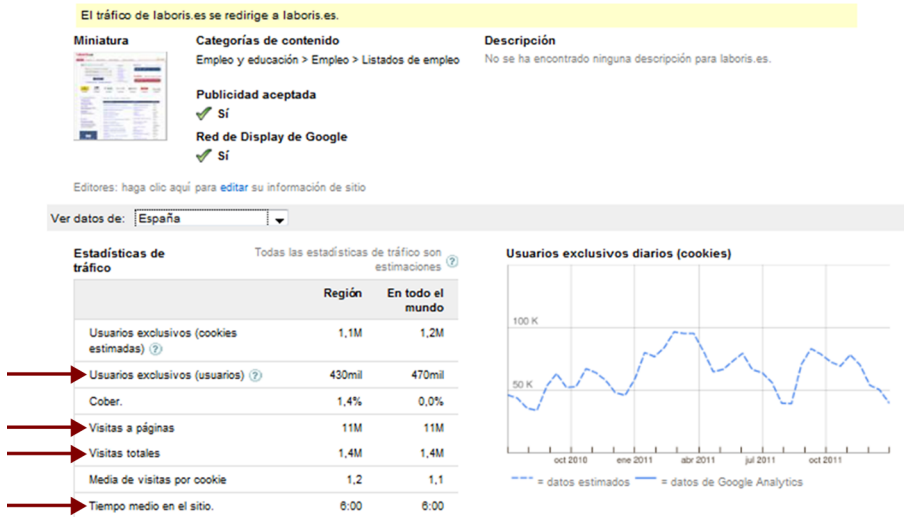 El tráfico de laboris.es se redirige a laboris.es.
Miniatura
Categorías de contenido
Empleo y educación > Empleo > Listados de empleo
Publicidad aceptada
Sí
Red de Display de Google
Sí
Descripción
No se ha encontrado ninguna descripción para laboris.es.
Editores: haga clic aquí para editar su información de sitio
Ver datos de: España
Estadísticas de tráfico
Todas las estadísticas de tráfico son
estimaciones ?
Región En todo el
mundo
Usuarios exclusivos (cookies
estimadas) ? 1,1M 1,2M
Usuarios exclusivos (usuarios) ? 430mil 470mil
Cober. 1,4% 0,0%
Visitas a páginas 11M 11M
Visitas totales 1,4M 1,4M
Media de visitas por cookie 1,2 1,1
Tiempo medio en el sitio. 6:00 6:00
Usuarios exclusivos diarios (cookies)
100 K
50 K
oct 2010 ene 2011 abr 2011 jul 2011 oct 2011
= datos estimados = datos de Google Analytics